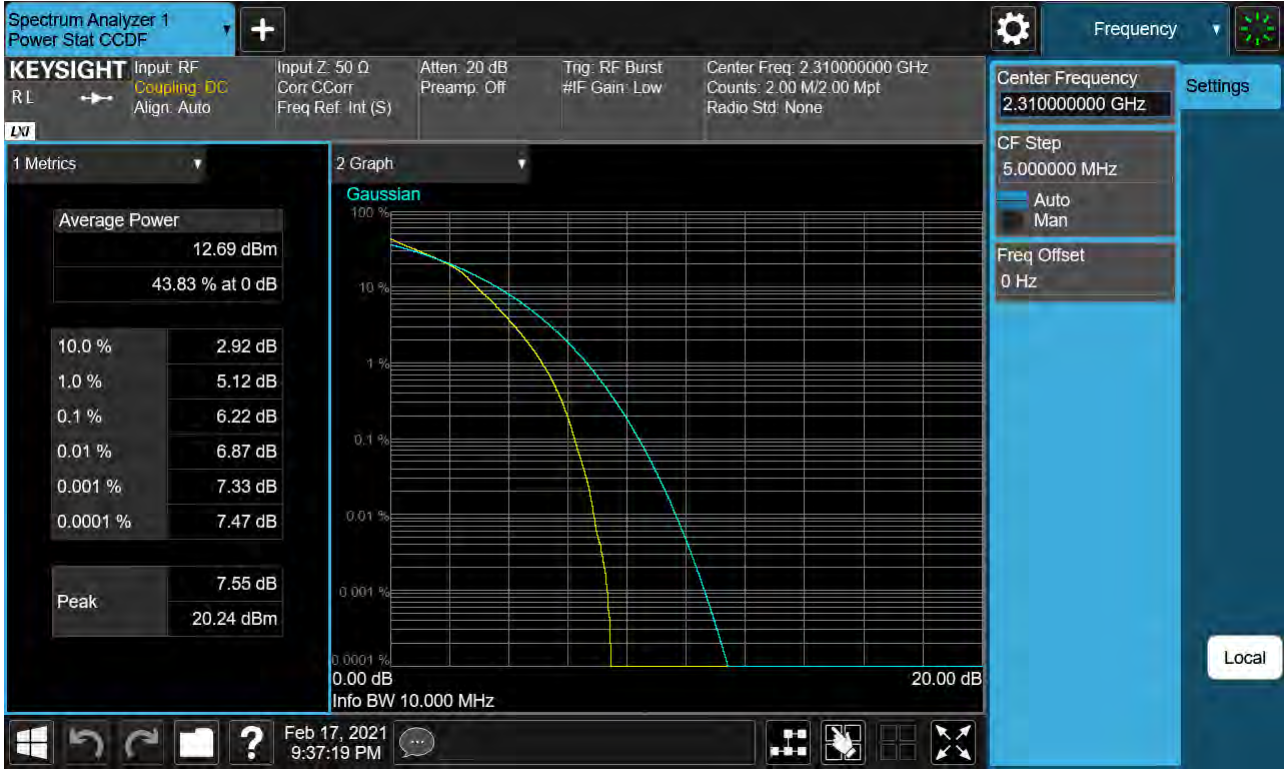 Spectrum Analyzer 1
Power Stat CCDF
Frequency
KEYSIGHT
R L
LXI
Input: RF
Coupling: DC
Align: Auto
Input Z: 50 Ω
Corr CCorr
Freq Ref: Int (S)
Atten: 20 dB
Preamp: Off
Trig: RF Burst
#IF Gain: Low
Center Freq: 2.310000000 GHz
Counts: 2.00 M/2.00 Mpt
Radio Std: None
Center Frequency
2.310000000 GHz
Settings
CF Step
5.000000 MHz
Auto
Man
Freq Offset
0 Hz
Local
1 Metrics
Average Power
12.69 dBm
43.83 % at 0 dB
10.0 % 2.92 dB
1.0 % 5.12 dB
0.1 % 6.22 dB
0.01 % 6.87 dB
0.001 % 7.33 dB
0.0001 % 7.47 dB
Peak
7.55 dB
20.24 dBm
2 Graph
Gaussian
100 %
10 %
1 %
0.1 %
0.01 %
0.001 %
0.0001 %
0.00 dB
20.00 dB
Info BW 10.000 MHz
?
Feb 17, 2021
9:37:19 PM